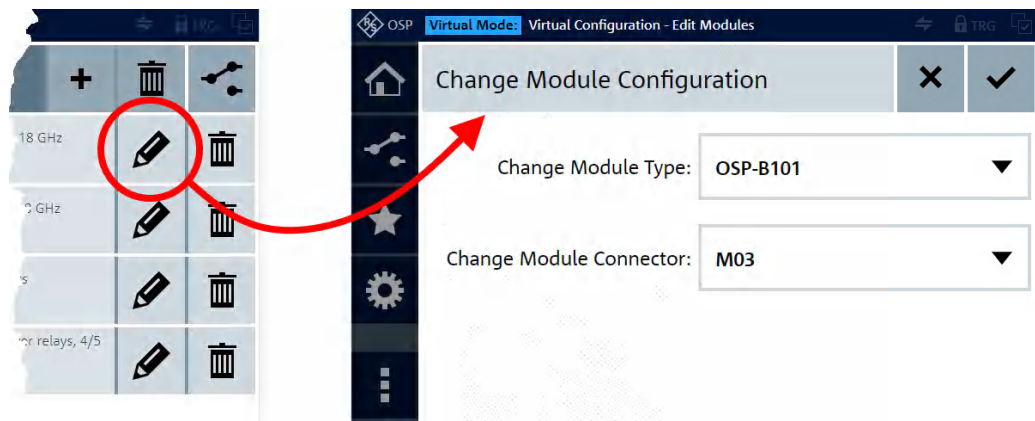 TRG
18 GHz
GHz
relays, 4/5
R&S OSP Virtual Mode: Virtual Configuration - Edit Modules TRG
Change Module Configuration
Change Module Type: OSP-B101
Change Module Connector: M03